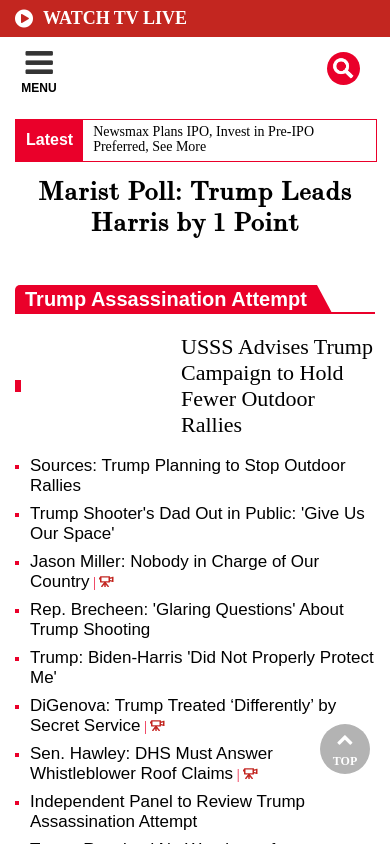 WATCH TV LIVE
MENU
Latest
Newsmax Plans IPO, Invest in Pre-IPO
Preferred, See More
Marist Poll: Trump Leads
Harris by 1 Point
Trump Assassination Attempt
USSS Advises Trump
Campaign to Hold
Fewer Outdoor
Rallies
Sources: Trump Planning to Stop Outdoor
Rallies
Trump Shooter's Dad Out in Public: 'Give Us
Our Space'
Jason Miller: Nobody in Charge of Our
Country |
Rep. Brecheen: 'Glaring Questions' About
Trump Shooting
Trump: Biden-Harris 'Did Not Properly Protect
Me'
DiGenova: Trump Treated ‘Differently’ by
Secret Service |
Sen. Hawley: DHS Must Answer
Whistleblower Roof Claims |
TOP
Independent Panel to Review Trump
Assassination Attempt